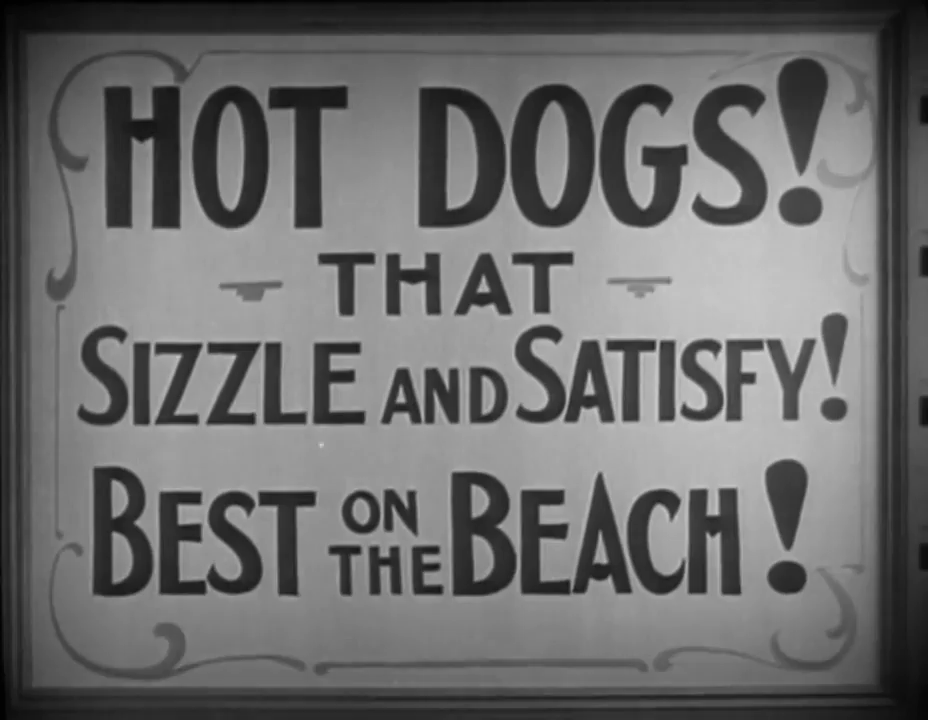 HOT DOGS!
THAT
SIZZLE AND SATISFY!
BEST ON THE BEACH!